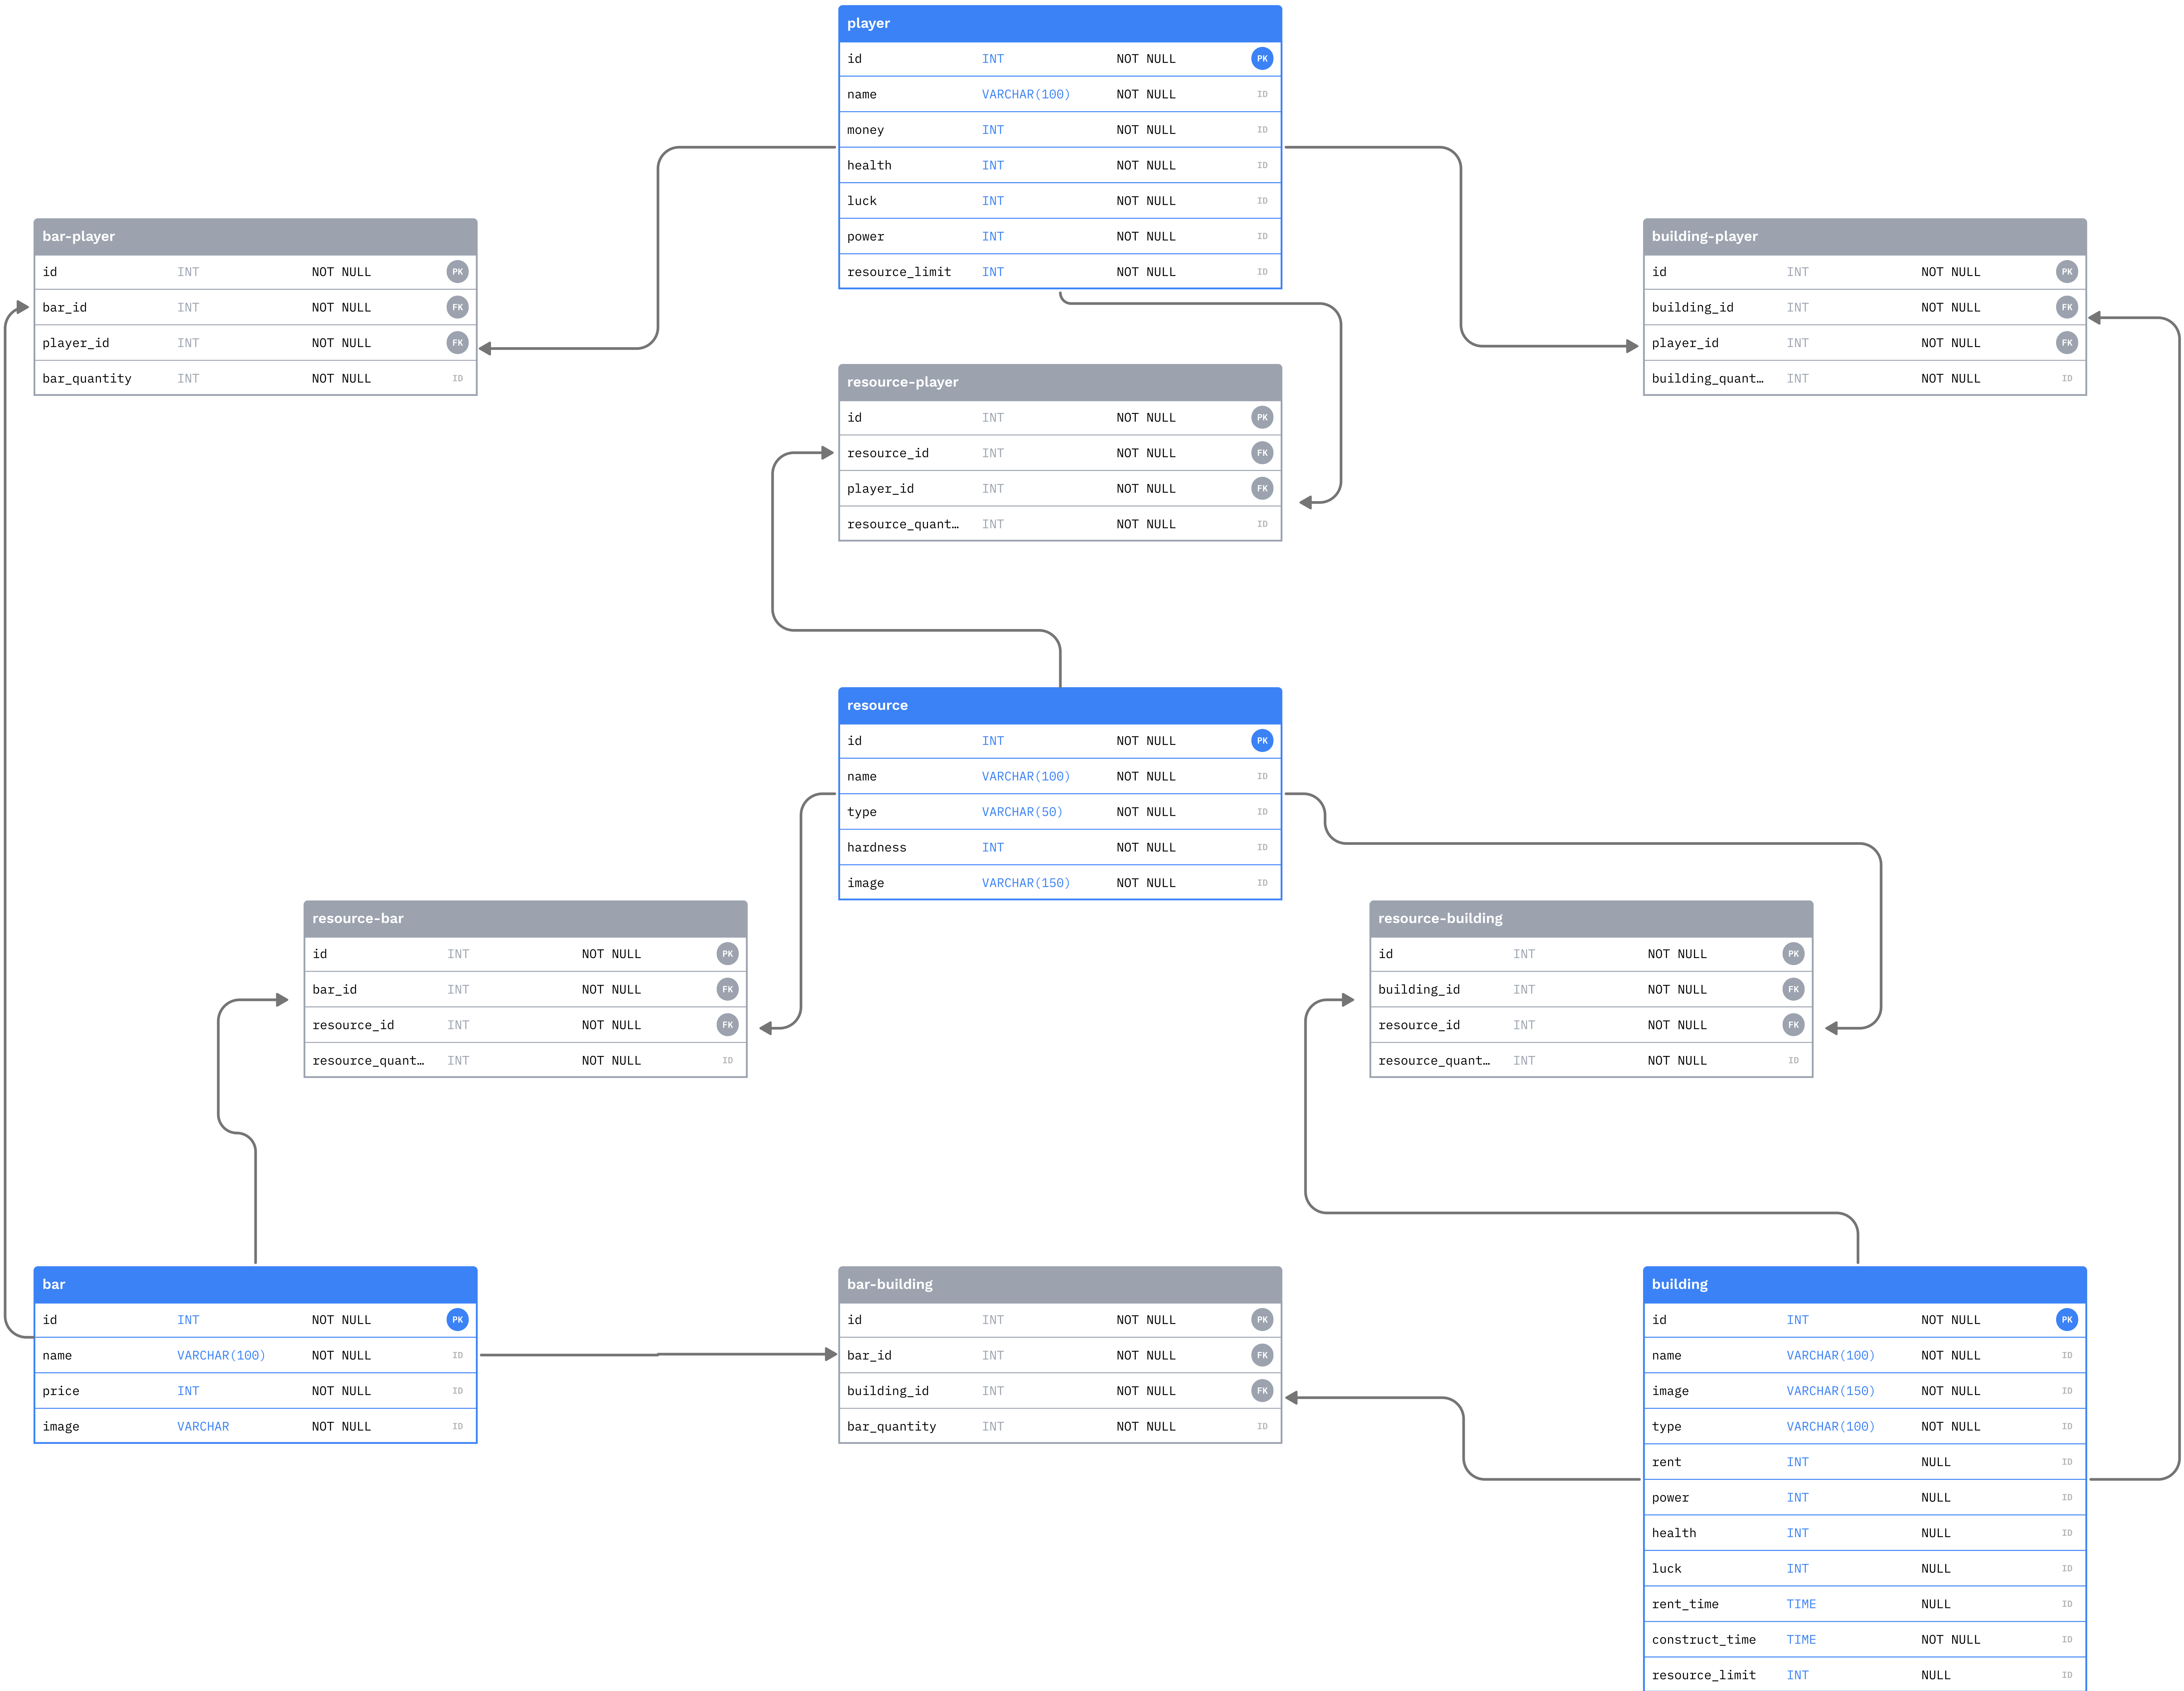 player
id INT NOT NULL PK
name VARCHAR(100) NOT NULL ID
money INT NOT NULL ID
health INT NOT NULL ID
luck INT NOT NULL ID
power INT NOT NULL ID
resource_limit INT NOT NULL ID
bar-player
id INT NOT NULL PK
bar_id INT NOT NULL FK
player_id INT NOT NULL FK
bar_quantity INT NOT NULL ID
building-player
id INT NOT NULL PK
building_id INT NOT NULL FK
player_id INT NOT NULL FK
building_quant… INT NOT NULL ID
resource-player
id INT NOT NULL PK
resource_id INT NOT NULL FK
player_id INT NOT NULL FK
resource_quant… INT NOT NULL ID
resource
id INT NOT NULL PK
name VARCHAR(100) NOT NULL ID
type VARCHAR(50) NOT NULL ID
hardness INT NOT NULL ID
image VARCHAR(150) NOT NULL ID
resource-bar
id INT NOT NULL PK
bar_id INT NOT NULL FK
resource_id INT NOT NULL FK
resource_quant… INT NOT NULL ID
resource-building
id INT NOT NULL PK
building_id INT NOT NULL FK
resource_id INT NOT NULL FK
resource_quant… INT NOT NULL ID
bar
id INT NOT NULL PK
name VARCHAR(100) NOT NULL ID
price INT NOT NULL ID
image VARCHAR NOT NULL ID
bar-building
id INT NOT NULL PK
bar_id INT NOT NULL FK
building_id INT NOT NULL FK
bar_quantity INT NOT NULL ID
building
id INT NOT NULL PK
name VARCHAR(100) NOT NULL ID
image VARCHAR(150) NOT NULL ID
type VARCHAR(100) NOT NULL ID
rent INT NULL ID
power INT NULL ID
health INT NULL ID
luck INT NULL ID
rent_time TIME NULL ID
construct_time TIME NOT NULL ID
resource_limit INT NULL ID